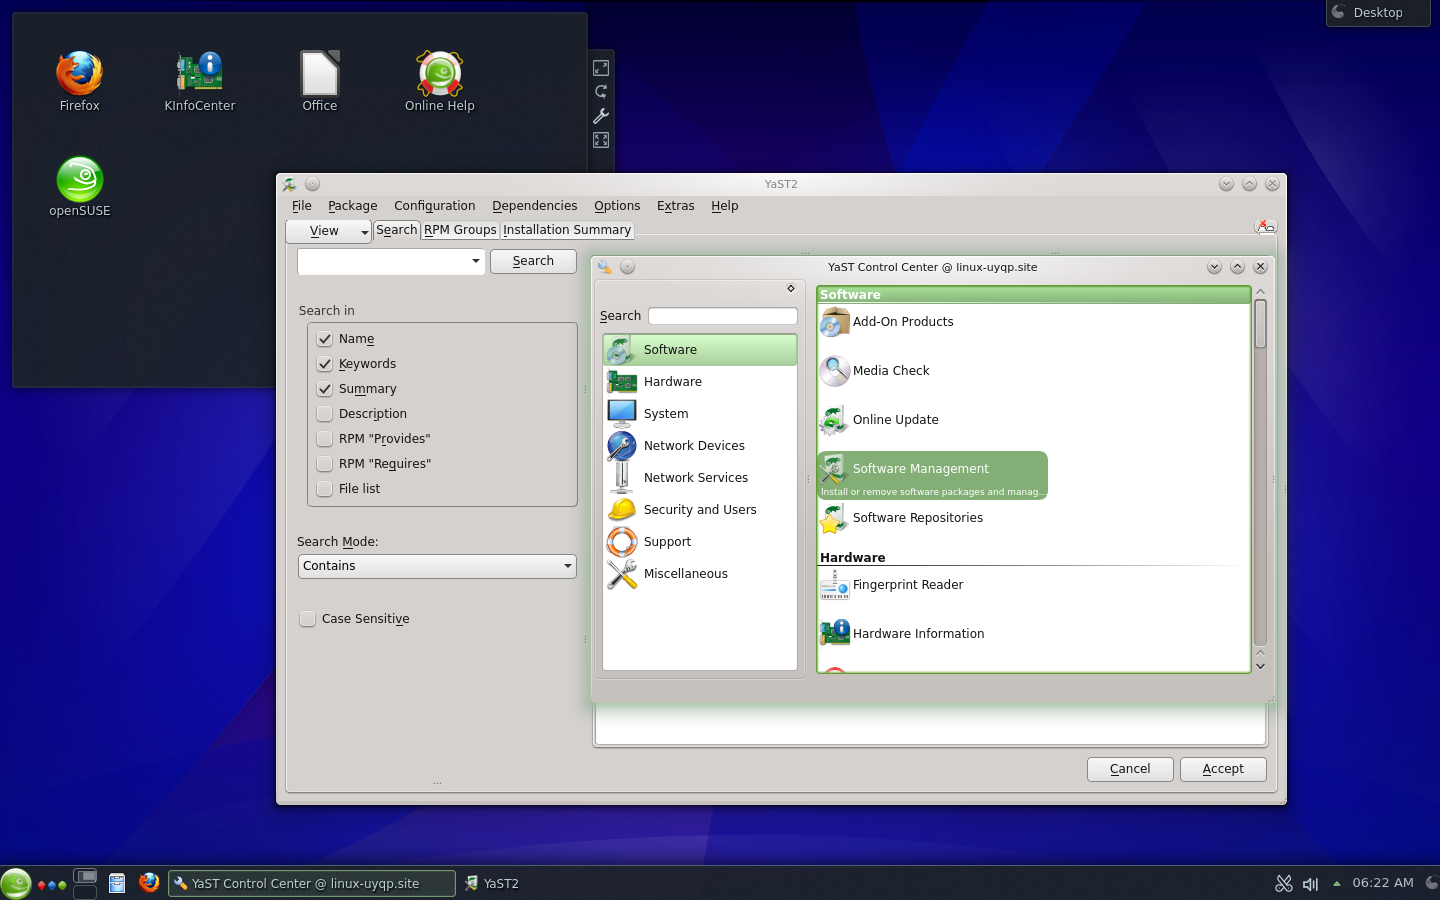 Desktop
Firefox
KInfoCenter
Office
Online Help
openSUSE
YaST2
File Package Configuration Dependencies Options Extras Help
View Search RPM Groups Installation Summary
Search
Search in
Name
Keywords
Summary
Description
RPM "Provides"
RPM "Requires"
File list
Search Mode:
Contains
Case Sensitive
YaST Control Center @ linux-uyqp.site
Search
Software
Hardware
System
Network Devices
Network Services
Security and Users
Support
Miscellaneous
Software
Add-On Products
Media Check
Online Update
Software Management
Install or remove software packages and manag...
Software Repositories
Hardware
Fingerprint Reader
Hardware Information
Cancel Accept
YaST Control Center @ linux-uyqp.site
YaST2
06:22 AM